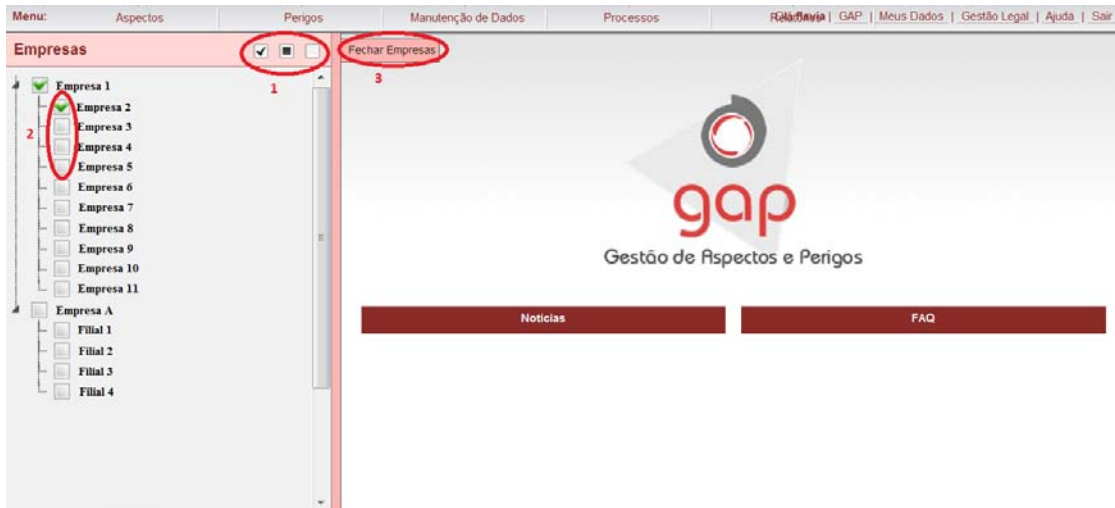 Menu: Aspectos Perigos Manutenção de Dados Processos | GAP | Meus Dados | Gestão Legal | Ajuda | Sair
Empresas
1
Fechar Empresas
3
Empresa 1
Empresa 2
2
Empresa 3
Empresa 4
Empresa 5
Empresa 6
Empresa 7
Empresa 8
Empresa 9
Empresa 10
Empresa 11
Empresa A
Filial 1
Filial 2
Filial 3
Filial 4
gap
Gestão de Aspectos e Perigos
Notícias FAQ